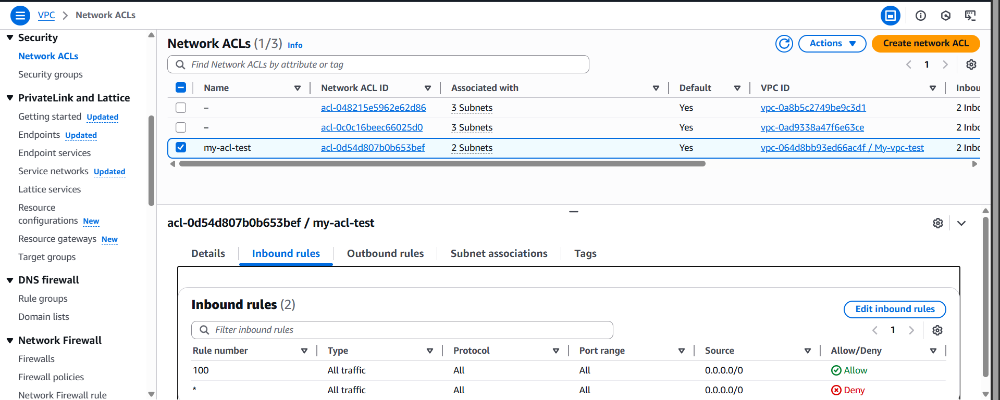 VPC > Network ACLs
Security
Network ACLs
Security groups
PrivateLink and Lattice
Getting started Updated
Endpoints Updated
Endpoint services
Service networks Updated
Lattice services
Resource
configurations New
Resource gateways New
Target groups
DNS firewall
Rule groups
Domain lists
Network Firewall
Firewalls
Firewall policies
Network Firewall rule
Network ACLs (1/3) Info
Actions
Create network ACL
Find Network ACLs by attribute or tag
1
Name Network ACL ID Associated with Default VPC ID Inbou
– acl-048215e5962e62d86 3 Subnets Yes vpc-0a8b5c2749be9c3d1 2 Inbc
– acl-0c0c16beec66025d0 3 Subnets Yes vpc-0ad9338a47f6e63ce 2 Inbc
my-acl-test acl-0d54d807b0b653bef 2 Subnets Yes vpc-064d8bb93ed66ac4f / My-vpc-test 2 Inbc
acl-0d54d807b0b653bef / my-acl-test
Details Inbound rules Outbound rules Subnet associations Tags
Inbound rules (2)
Edit inbound rules
Filter inbound rules
1
Rule number Type Protocol Port range Source Allow/Deny
100 All traffic All All 0.0.0.0/0 Allow
* All traffic All All 0.0.0.0/0 Deny